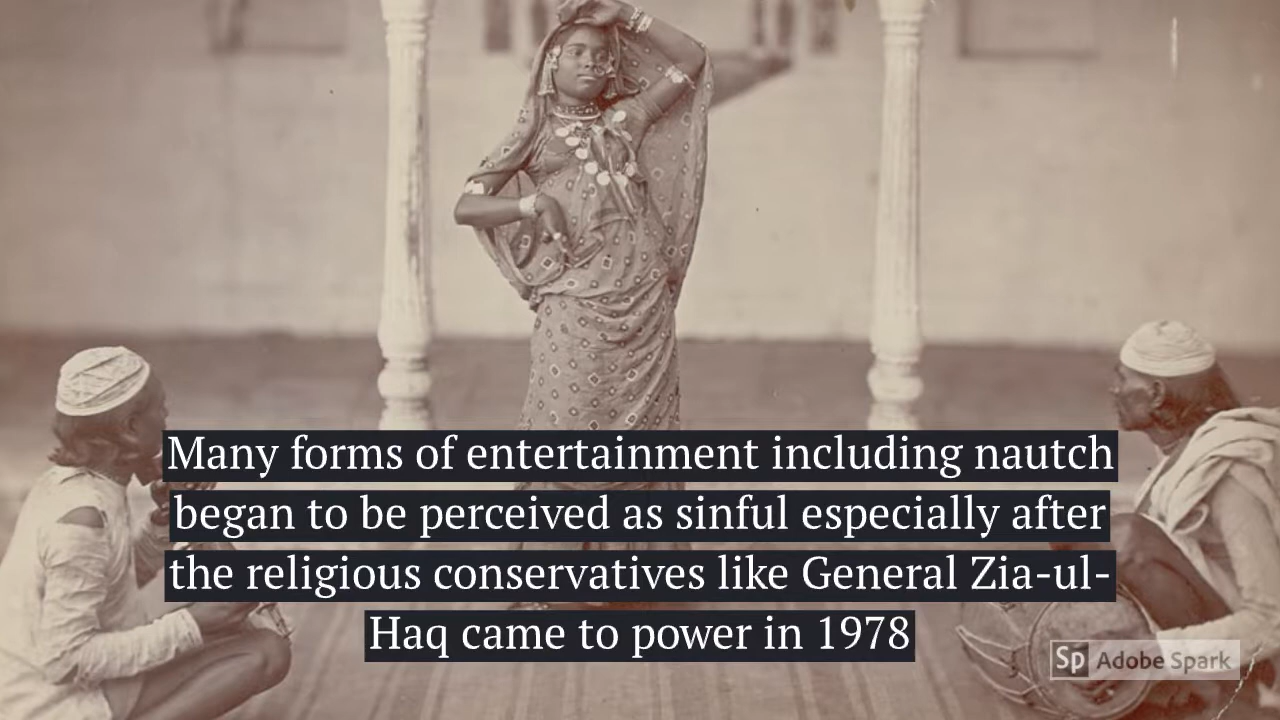 Many forms of entertainment including nautch
began to be perceived as sinful especially after
the religious conservatives like General Zia-ul-
Haq came to power in 1978
Sp Adobe Spark